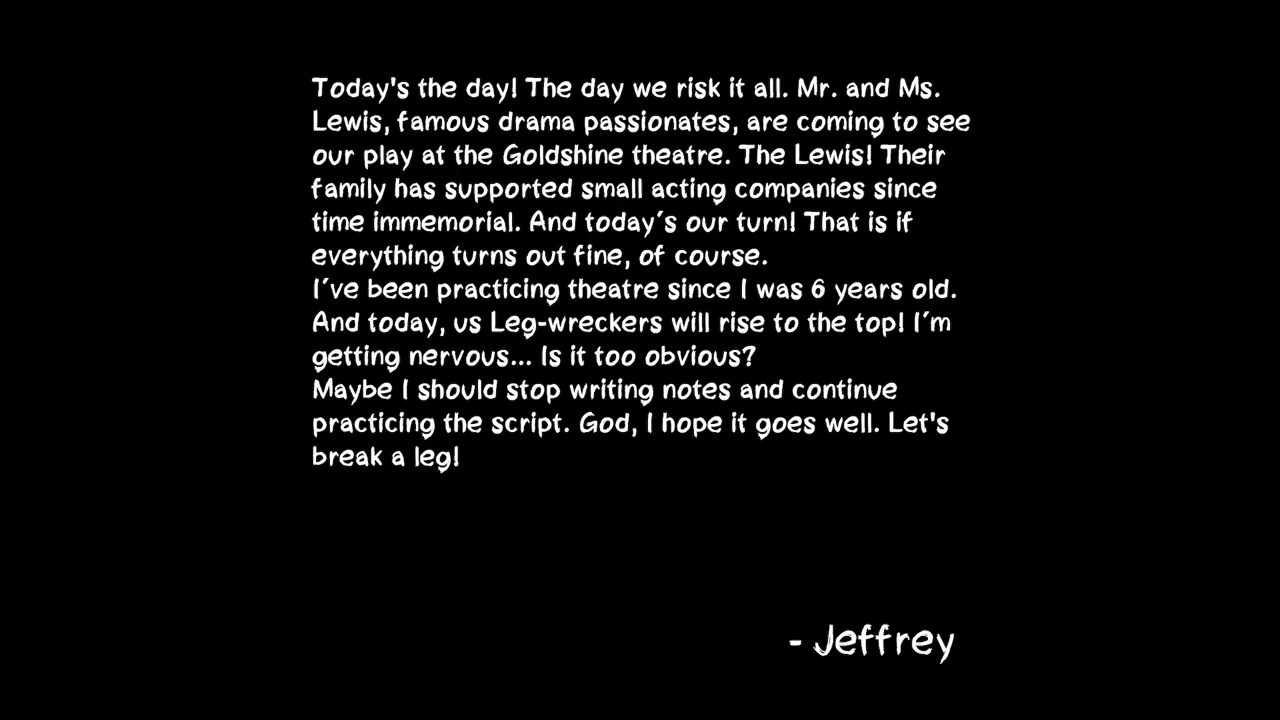 Today's the day! The day we risk it all. Mr. and Ms.
Lewis, famous drama passionates, are coming to see
our play at the Goldshine theatre. The Lewis! Their
family has supported small acting companies since
time immemorial. And today´s our turn! That is if
everything turns out fine, of course.
I´ve been practicing theatre since I was 6 years old.
And today, us Leg-wreckers will rise to the top! I´m
getting nervous... Is it too obvious?
Maybe I should stop writing notes and continue
practicing the script. God, I hope it goes well. Let's
break a leg!
- Jeffrey